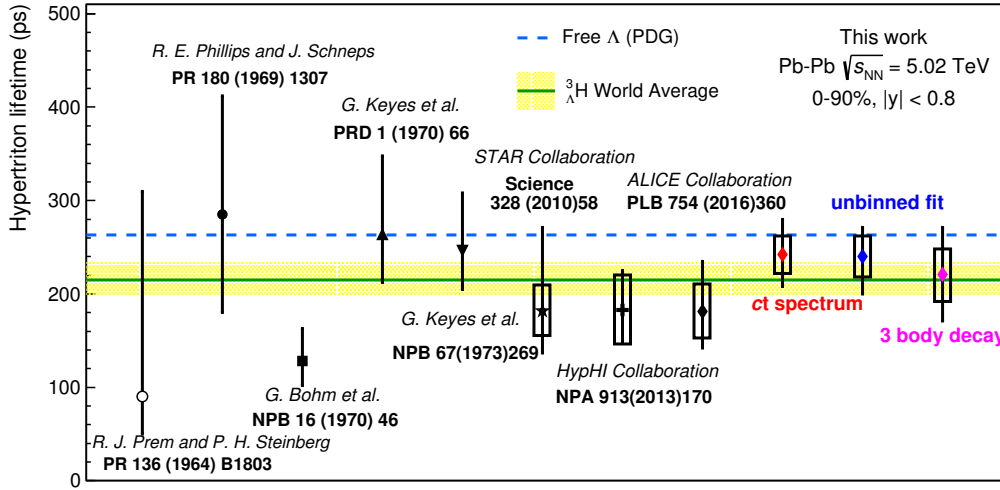 Hypertriton lifetime (ps)
500
400
300
200
100
0
R. E. Phillips and J. Schneps
PR 180 (1969) 1307
G. Keyes et al.
PRD 1 (1970) 66
Free Λ (PDG)
³ΛH World Average
This work
Pb-Pb √sNN = 5.02 TeV
0-90%, |y| < 0.8
STAR Collaboration
Science
328 (2010)58
ALICE Collaboration
PLB 754 (2016)360
unbinned fit
ct spectrum
3 body decay
G. Keyes et al.
NPB 67(1973)269
HypHI Collaboration
NPA 913(2013)170
G. Bohm et al.
NPB 16 (1970) 46
R. J. Prem and P. H. Steinberg
PR 136 (1964) B1803